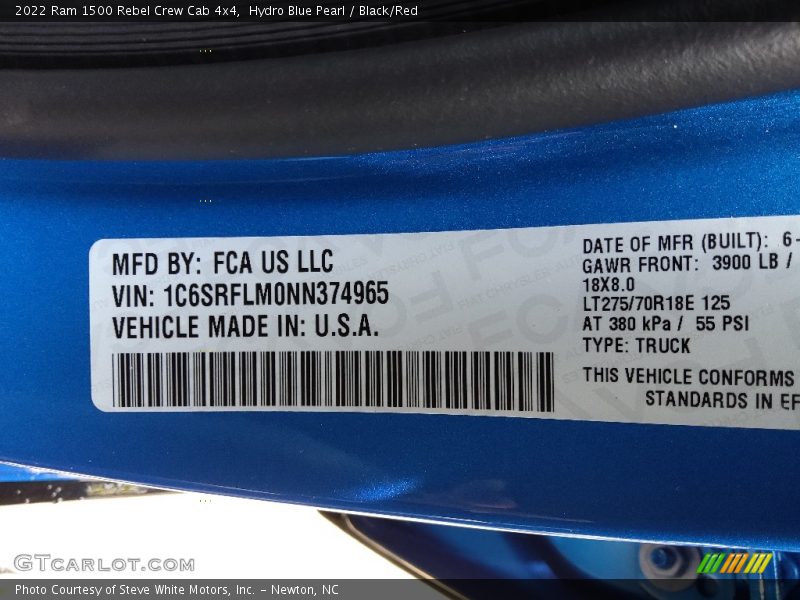 2022 Ram 1500 Rebel Crew Cab 4x4, Hydro Blue Pearl / Black/Red
MFD BY: FCA US LLC
VIN: 1C6SRFLM0NN374965
VEHICLE MADE IN: U.S.A.
DATE OF MFR (BUILT): 6-
GAWR FRONT: 3900 LB /
18X8.0
LT275/70R18E 125
AT 380 kPa / 55 PSI
TYPE: TRUCK
THIS VEHICLE CONFORMS
STANDARDS IN EF
GTCARLOT.COM
Photo Courtesy of Steve White Motors, Inc. – Newton, NC